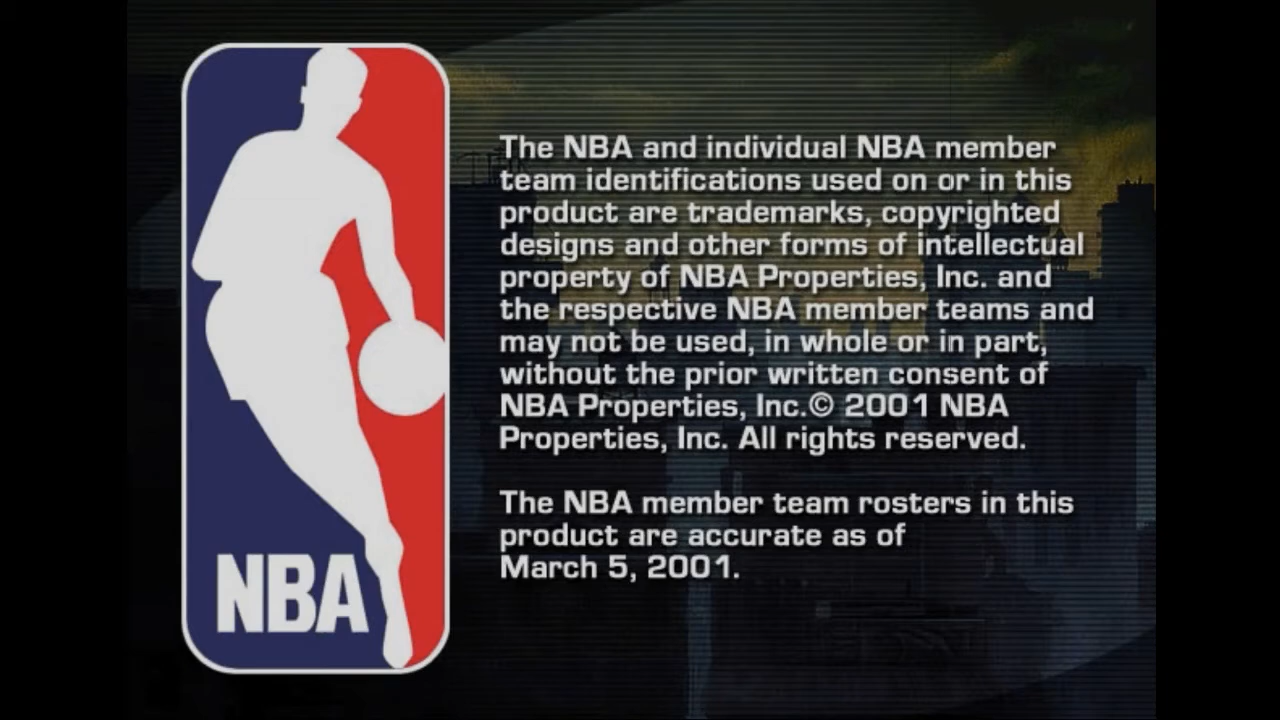 The NBA and individual NBA member
team identifications used on or in this
product are trademarks, copyrighted
designs and other forms of intellectual
property of NBA Properties, Inc. and
the respective NBA member teams and
may not be used, in whole or in part,
without the prior written consent of
NBA Properties, Inc.© 2001 NBA
Properties, Inc. All rights reserved.
The NBA member team rosters in this
product are accurate as of
March 5, 2001.
NBA